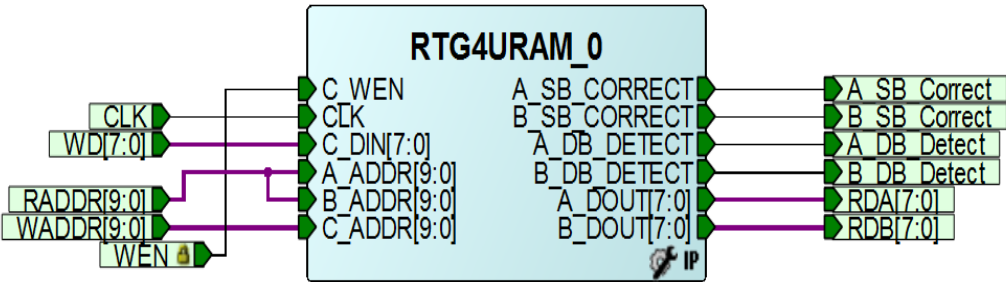 RTG4URAM_0
C_WEN
CLK
C_DIN[7:0]
A_ADDR[9:0]
B_ADDR[9:0]
C_ADDR[9:0]
A_SB_CORRECT
B_SB_CORRECT
A_DB_DETECT
B_DB_DETECT
A_DOUT[7:0]
B_DOUT[7:0]
IP
CLK
WD[7:0]
RADDR[9:0]
WADDR[9:0]
WEN
A_SB_Correct
B_SB_Correct
A_DB_Detect
B_DB_Detect
RDA[7:0]
RDB[7:0]